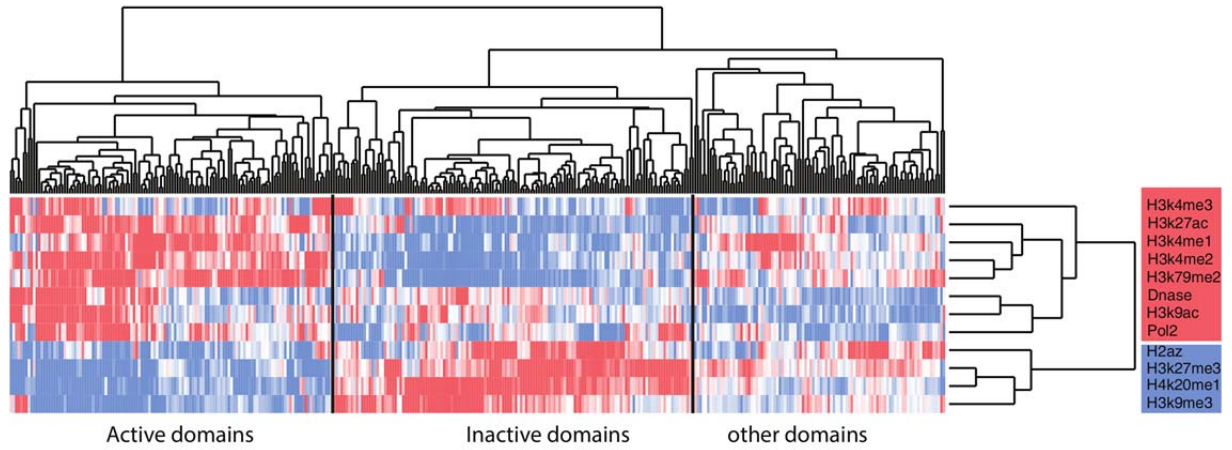 H3k4me3
H3k27ac
H3k4me1
H3k4me2
H3k79me2
Dnase
H3k9ac
Pol2
H2az
H3k27me3
H4k20me1
H3k9me3
Active domains
Inactive domains
other domains